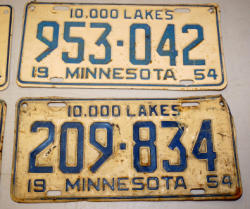 10,000 LAKES
953-042
19 MINNESOTA 54
10,000 LAKES
209-834
19 MINNESOTA 54